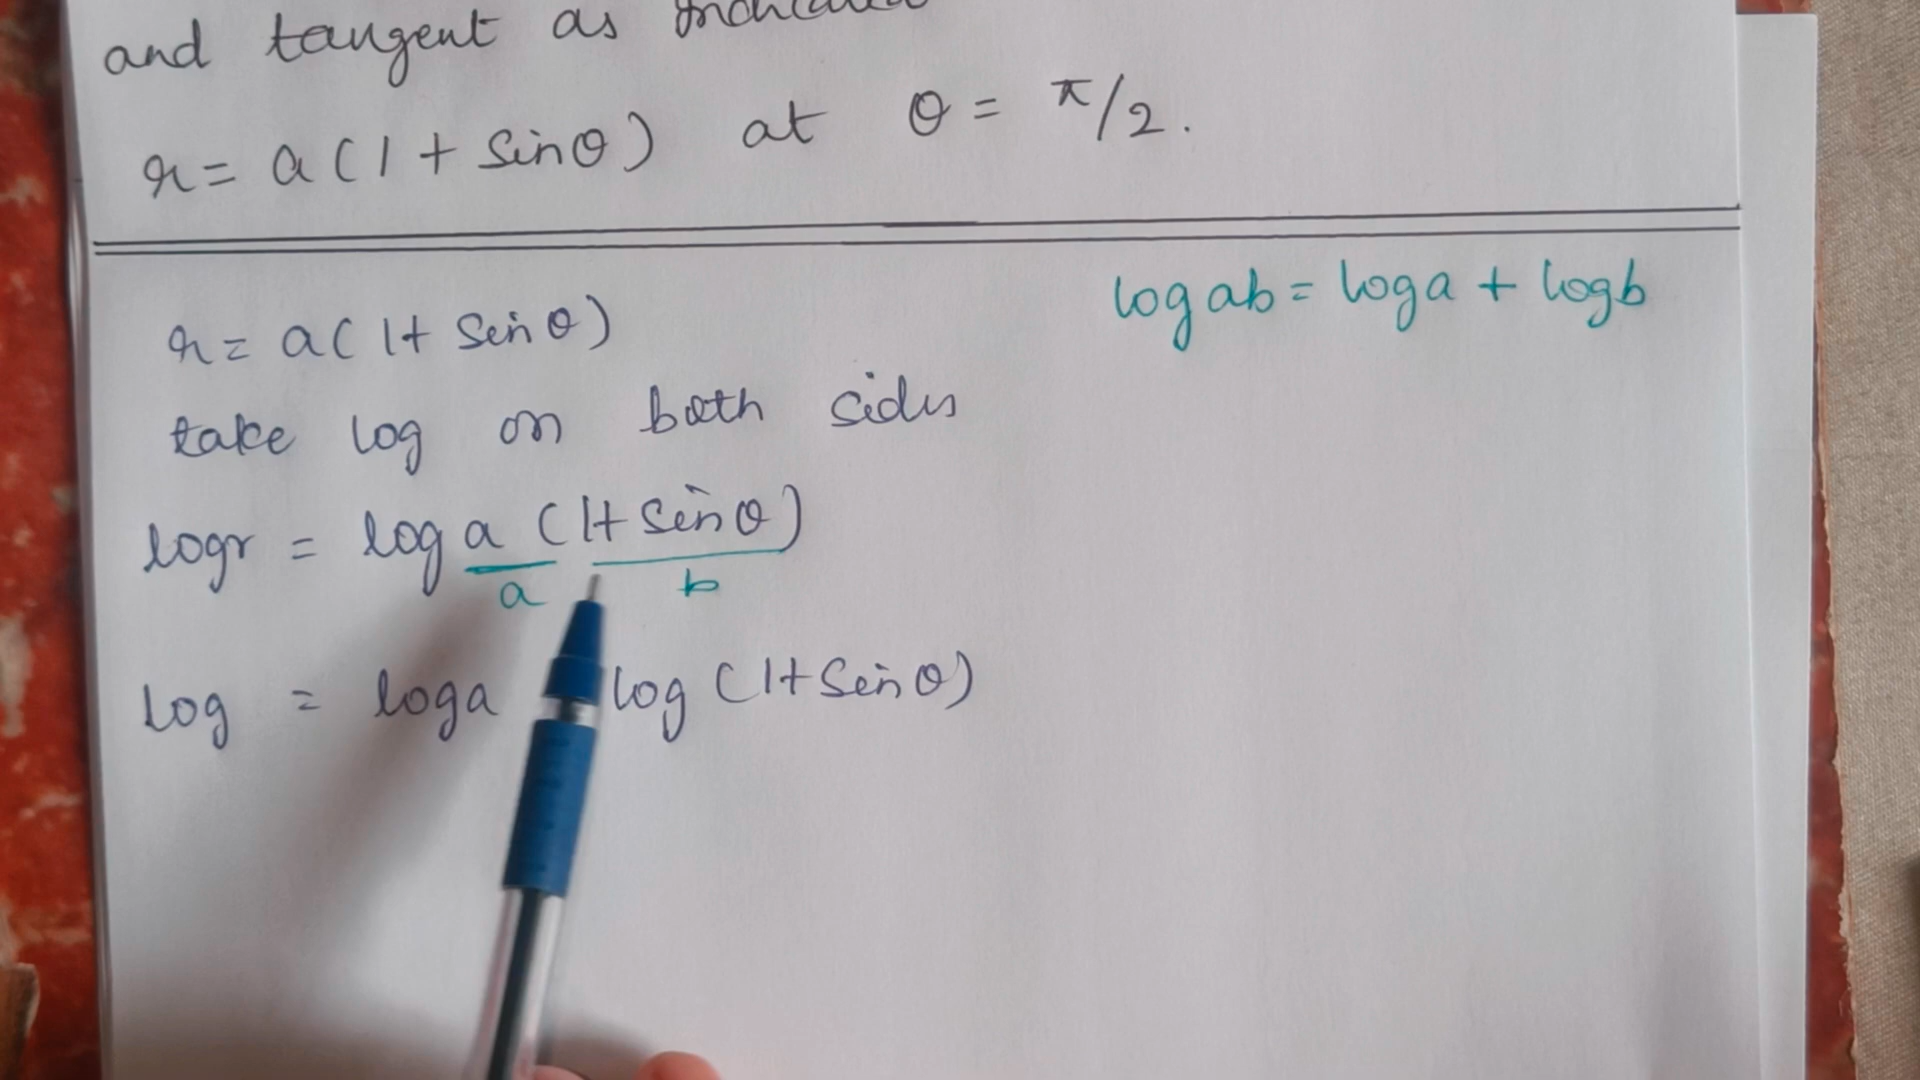 and tangent as
r = a (1 + sinθ) at θ = π/2.
log ab = log a + log b
r = a (1+ sinθ)
take log on both sides
log r = log a (1+ sinθ)
a b
log = log a log (1+ sinθ)